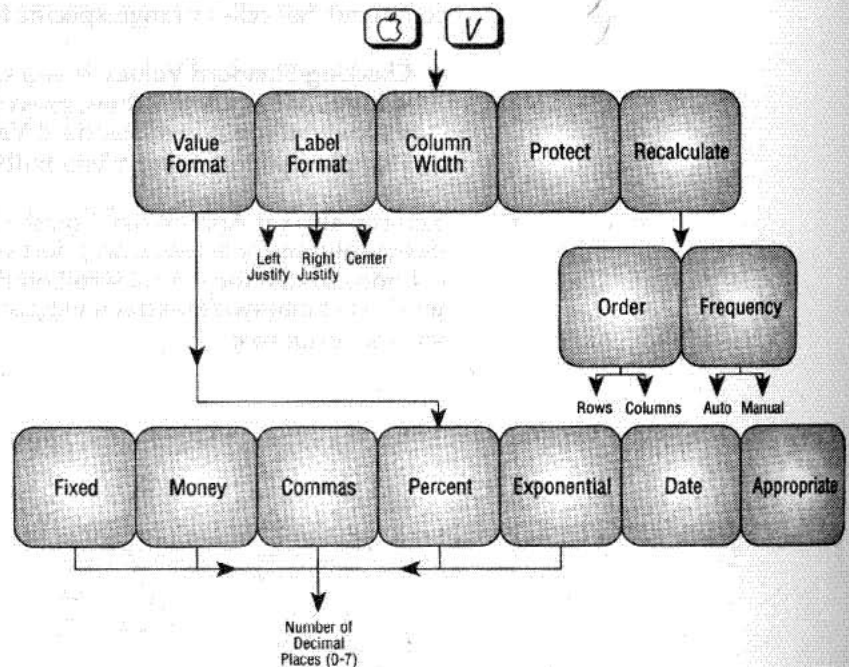 V
Value
Format
Label
Format
Column
Width
Protect
Recalculate
Left
Justify
Right
Justify
Center
Order
Frequency
Rows
Columns
Auto
Manual
Fixed
Money
Commas
Percent
Exponential
Date
Appropriate
Number of
Decimal
Places (0-7)